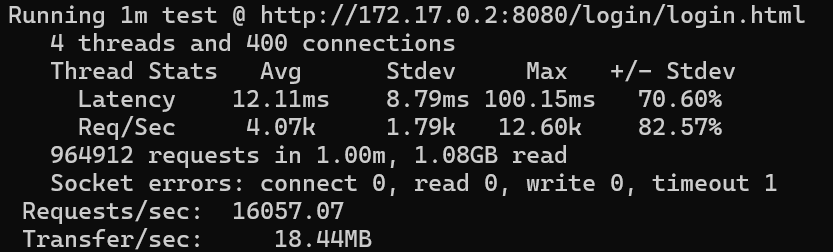 Running 1m test @ http://172.17.0.2:8080/login/login.html
4 threads and 400 connections
Thread Stats Avg Stdev Max +/- Stdev
Latency 12.11ms 8.79ms 100.15ms 70.60%
Req/Sec 4.07k 1.79k 12.60k 82.57%
964912 requests in 1.00m, 1.08GB read
Socket errors: connect 0, read 0, write 0, timeout 1
Requests/sec: 16057.07
Transfer/sec: 18.44MB